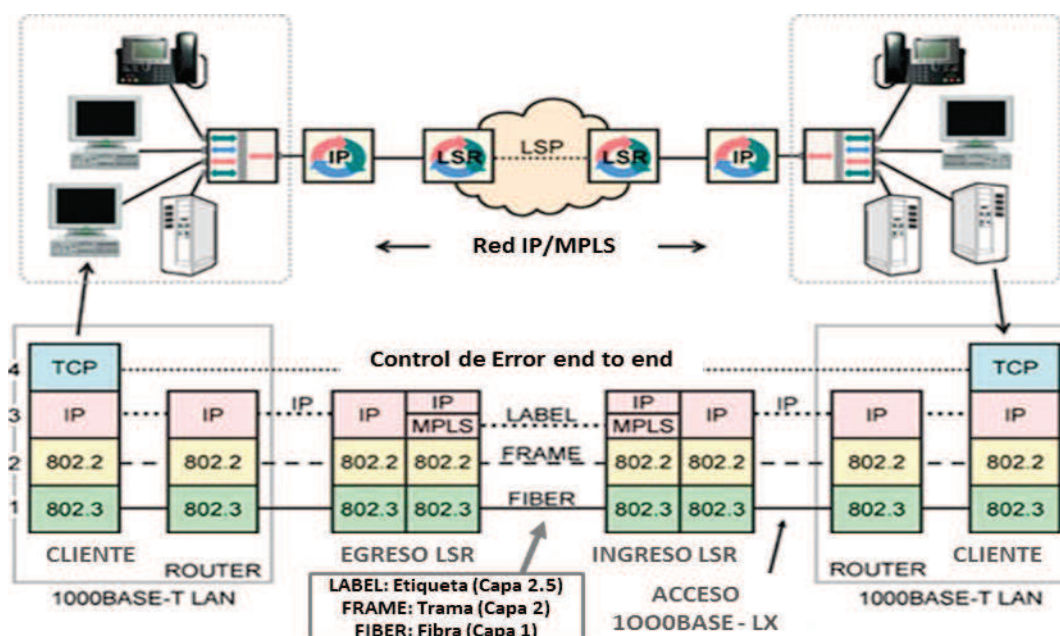 IP
LSR
LSP
LSR
IP
Red IP/MPLS
Control de Error end to end
4
TCP
TCP
3
IP
IP
IP
IP
IP
MPLS
LABEL
IP
MPLS
IP
IP
IP
IP
2
802.2
802.2
802.2
802.2
FRAME
802.2
802.2
802.2
802.2
1
802.3
802.3
802.3
802.3
FIBER
802.3
802.3
802.3
802.3
CLIENTE
EGRESO LSR
INGRESO LSR
CLIENTE
ROUTER
ROUTER
1000BASE-T LAN
LABEL: Etiqueta (Capa 2.5)
FRAME: Trama (Capa 2)
FIBER: Fibra (Capa 1)
ACCESO
1OO0BASE - LX
1000BASE-T LAN